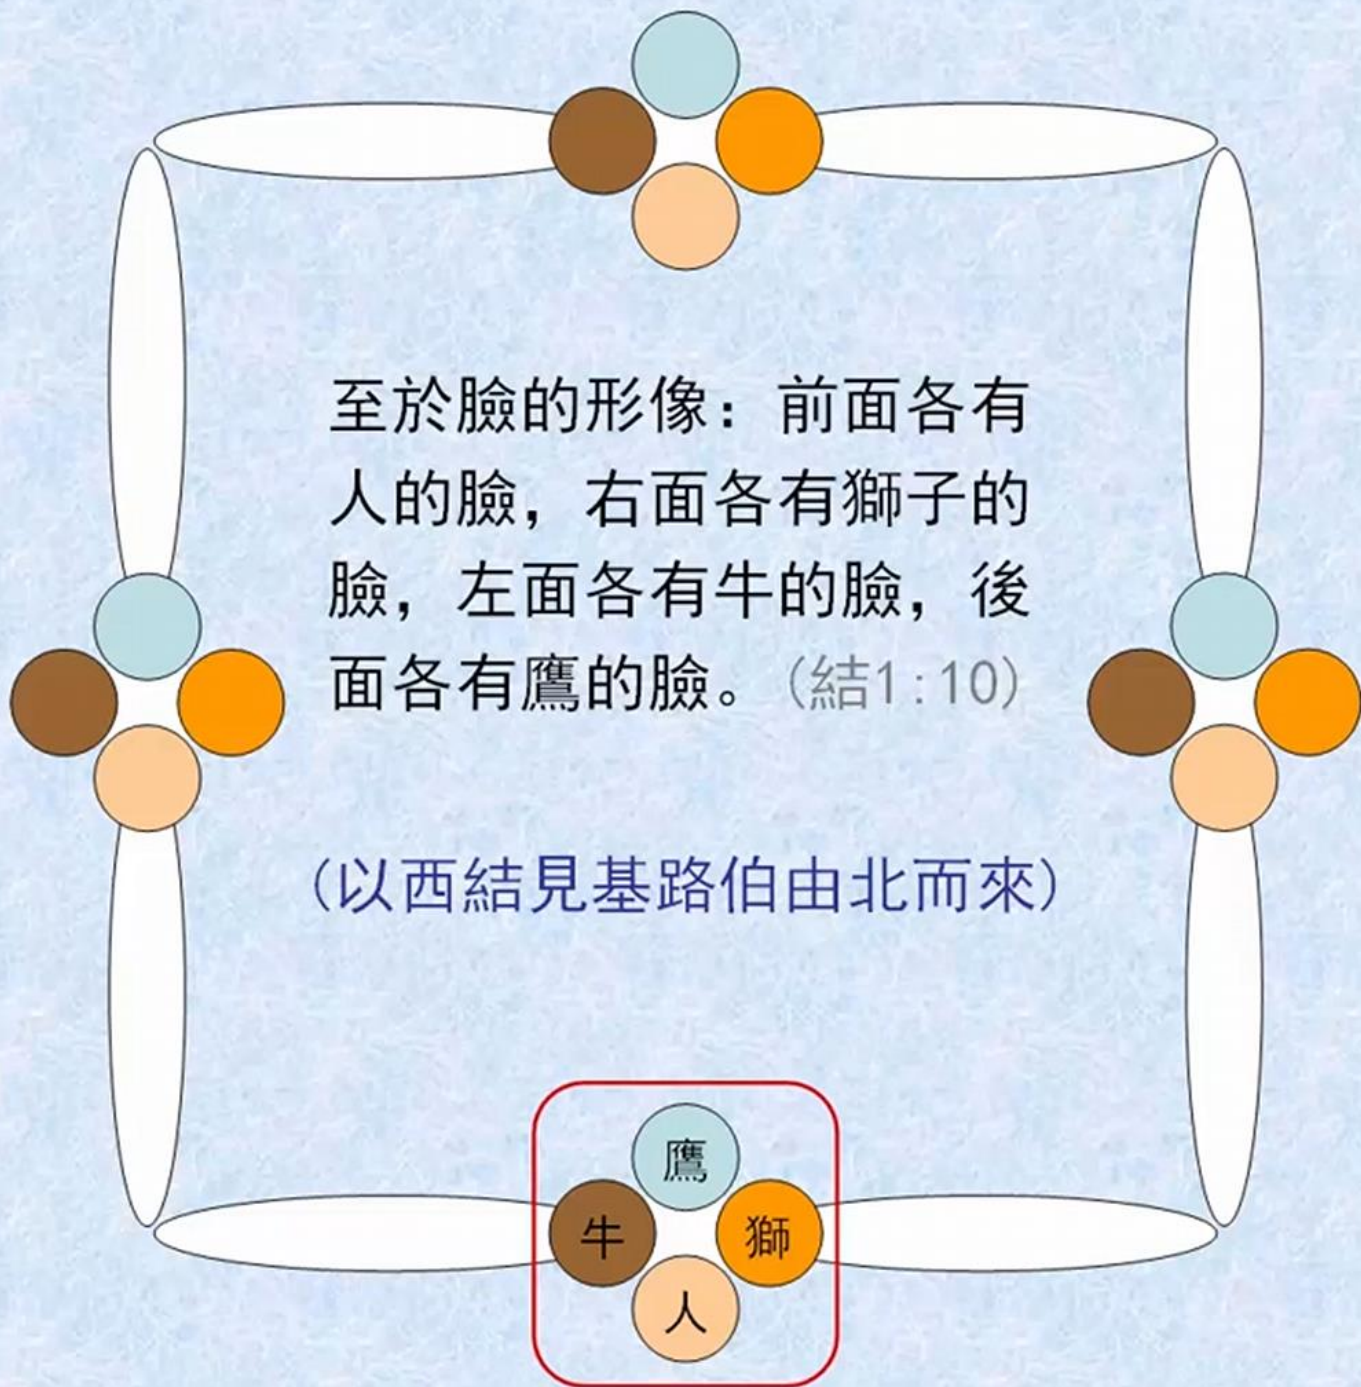 至於臉的形像：前面各有
人的臉，右面各有獅子的
臉，左面各有牛的臉，後
面各有鷹的臉。(結1:10)
(以西結見基路伯由北而來)
鷹
牛 獅
人